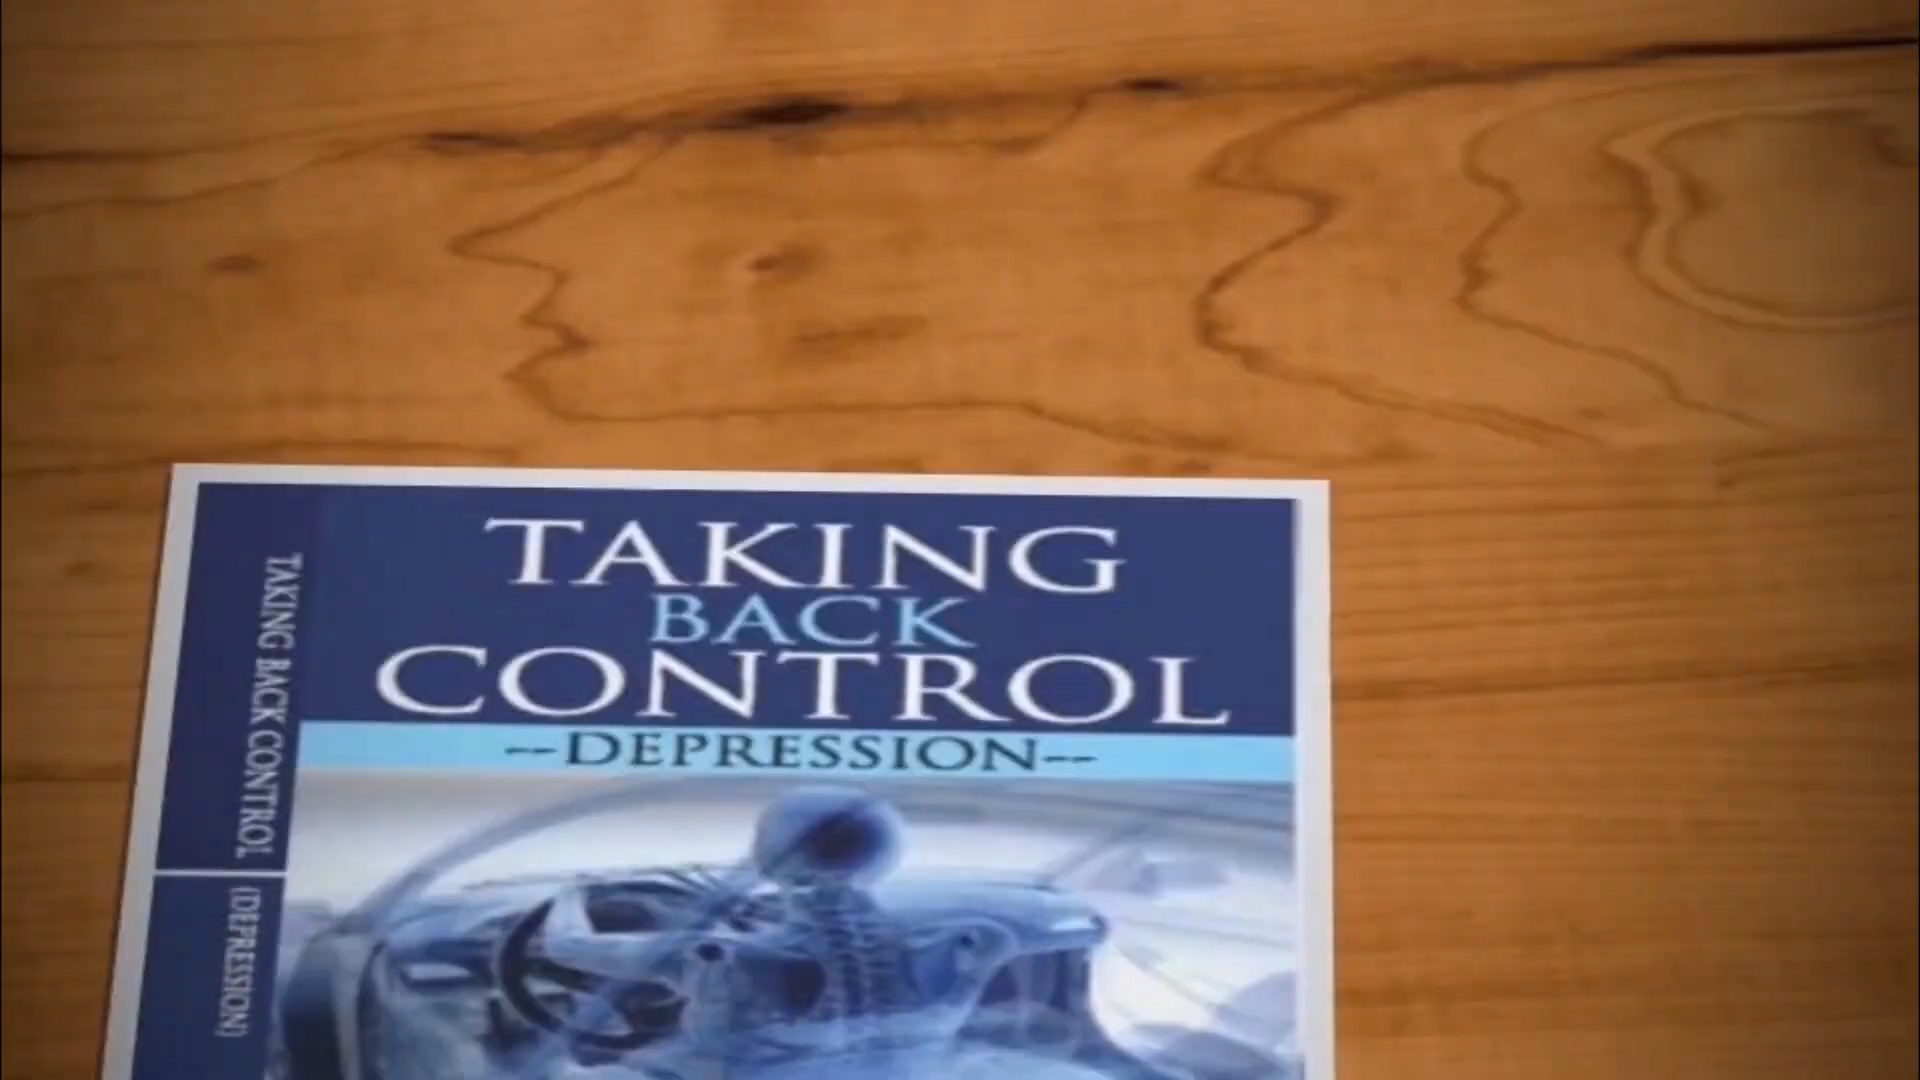 TAKING
BACK
CONTROL
--DEPRESSION--
TAKING BACK CONTROL
(DEPRESSION)